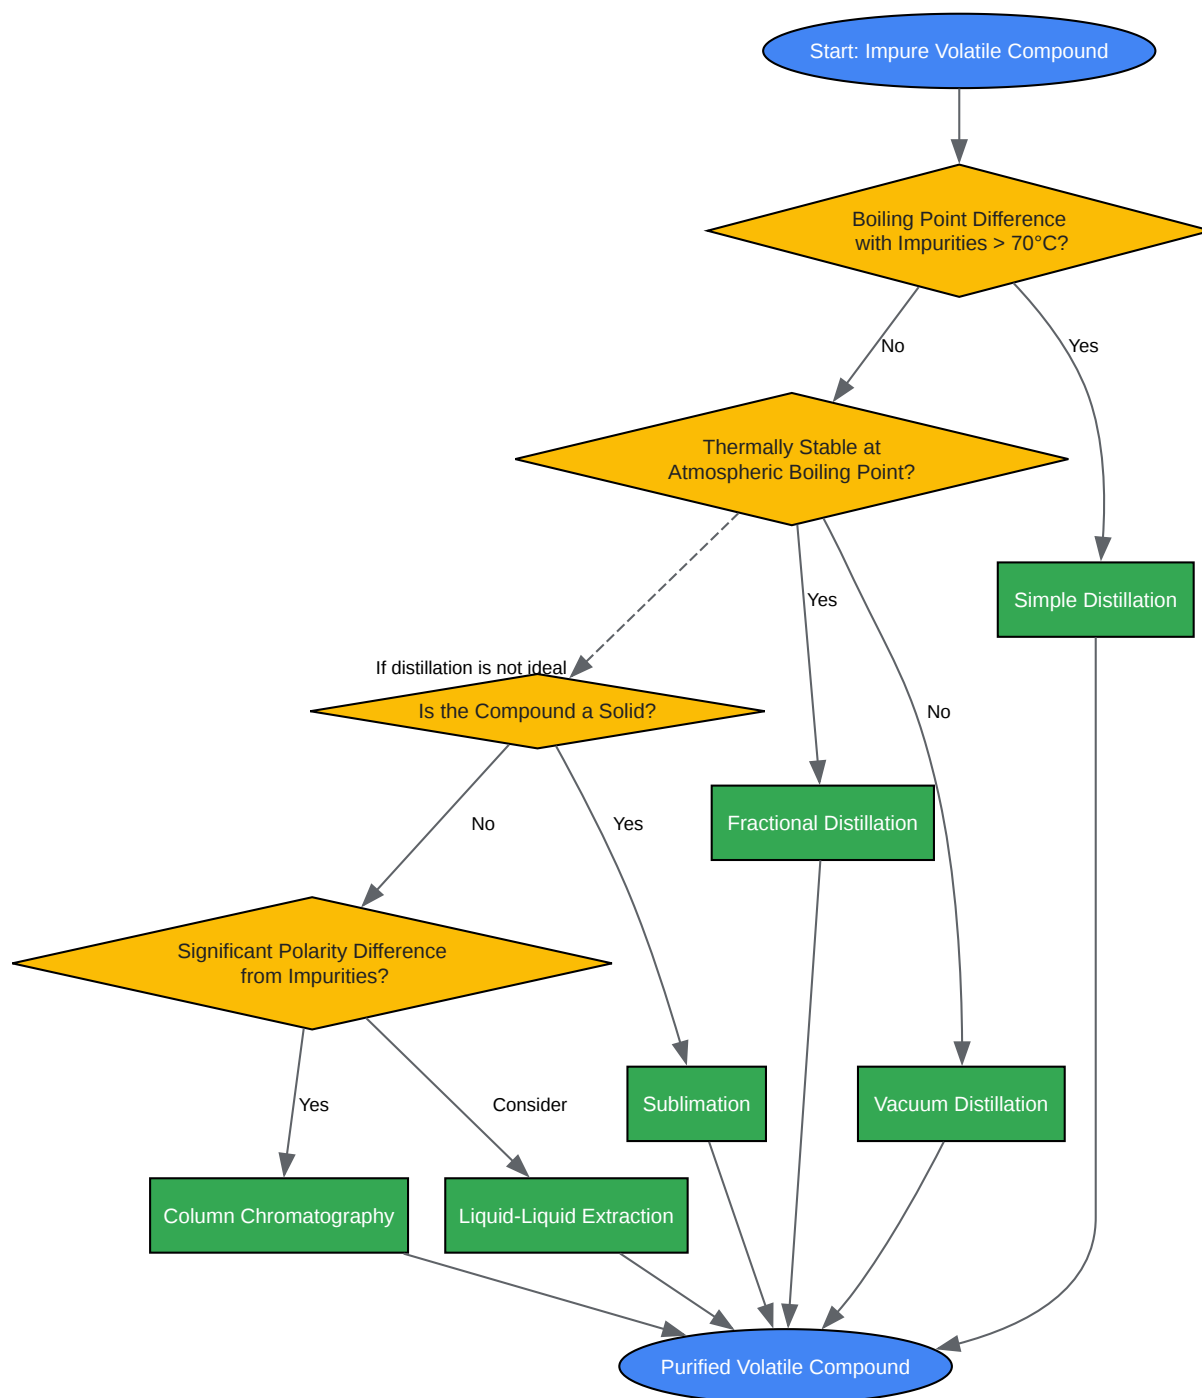 Start: Impure Volatile Compound
Boiling Point Difference
with Impurities > 70°C?
No
Yes
Thermally Stable at
Atmospheric Boiling Point?
Simple Distillation
Yes
If distillation is not ideal
Is the Compound a Solid?
No
Fractional Distillation
No
Yes
Significant Polarity Difference
from Impurities?
Yes
Consider
Sublimation
Vacuum Distillation
Column Chromatography
Liquid-Liquid Extraction
Purified Volatile Compound